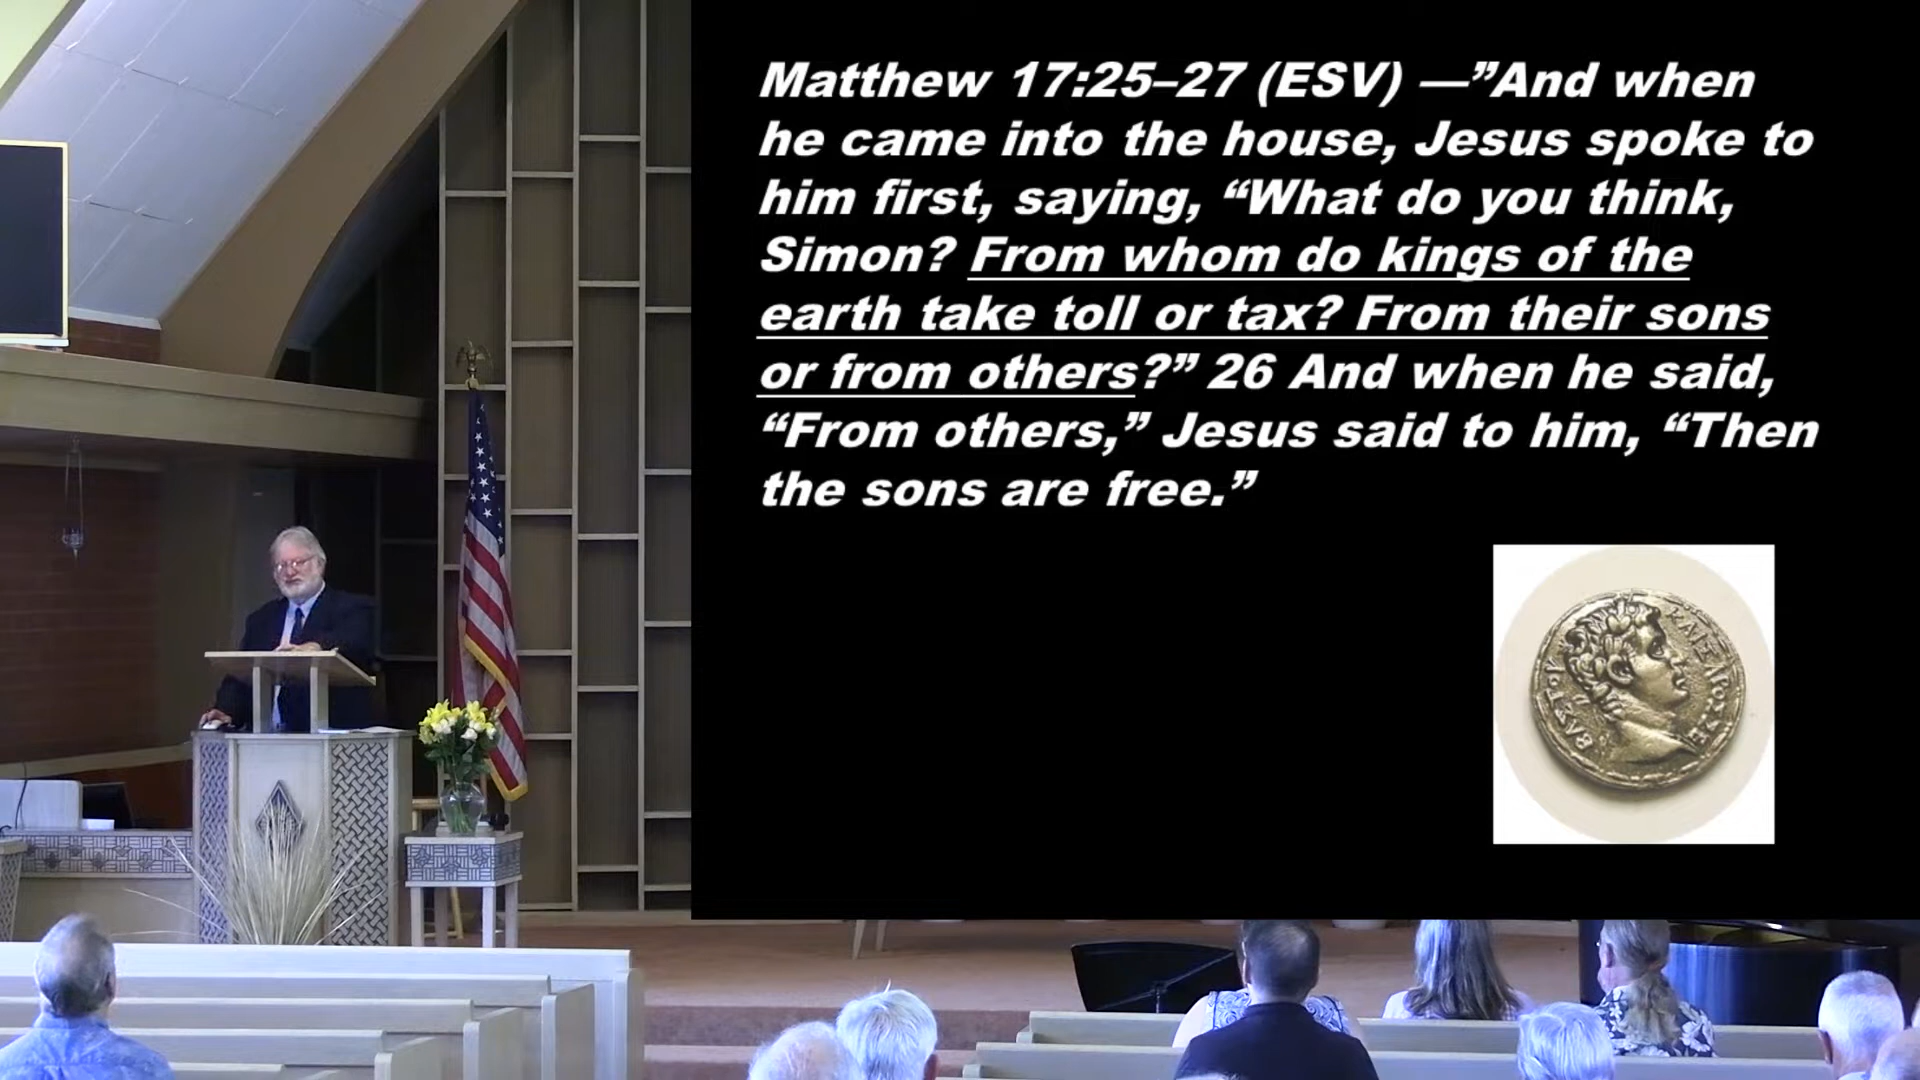 Matthew 17:25–27 (ESV) —”And when
he came into the house, Jesus spoke to
him first, saying, “What do you think,
Simon? From whom do kings of the
earth take toll or tax? From their sons
or from others?” 26 And when he said,
“From others,” Jesus said to him, “Then
the sons are free.”